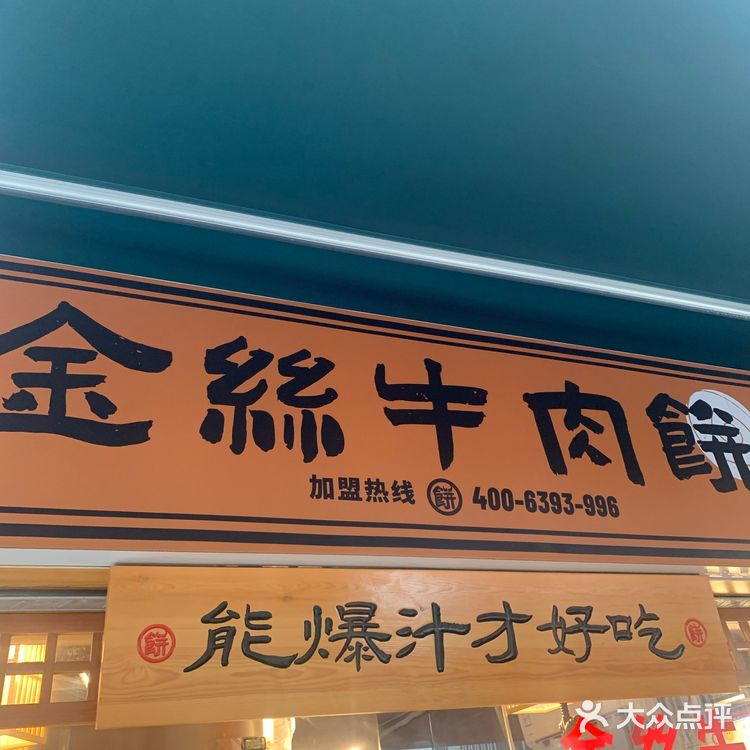 金絲牛肉餅
加盟热线 餅 400-6393-996
餅 能爆汁才好吃 餅
大众点评